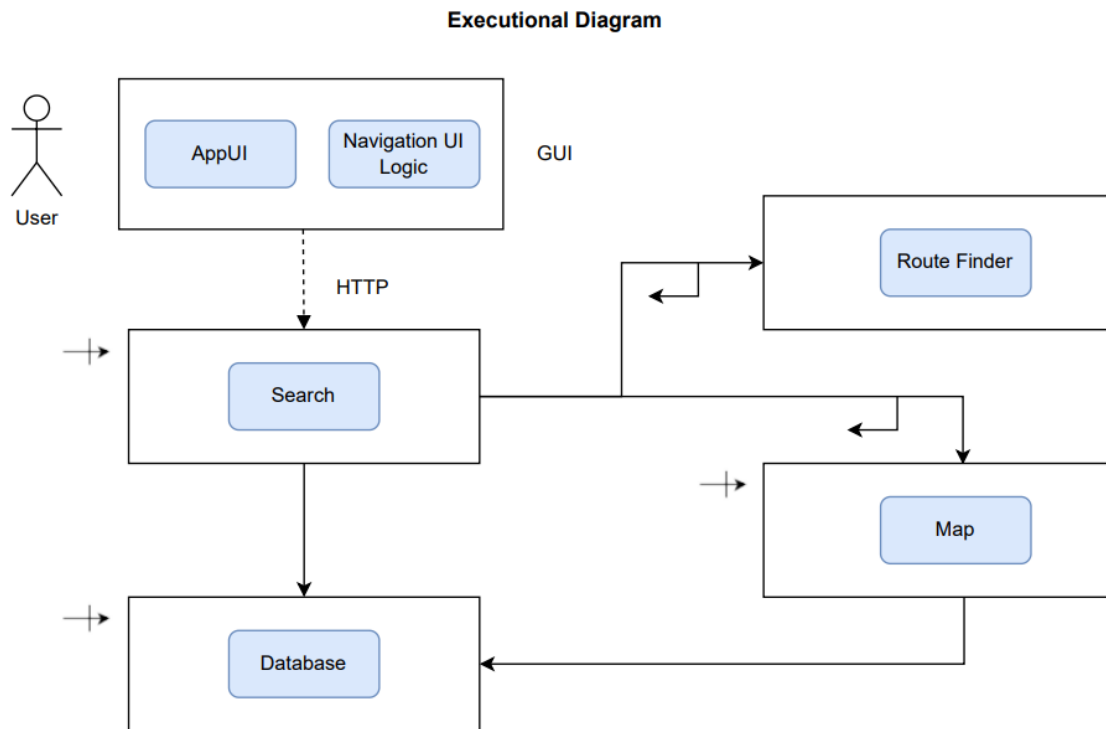 Executional Diagram
AppUI
Navigation UI
Logic
GUI
User
Route Finder
HTTP
Search
Map
Database